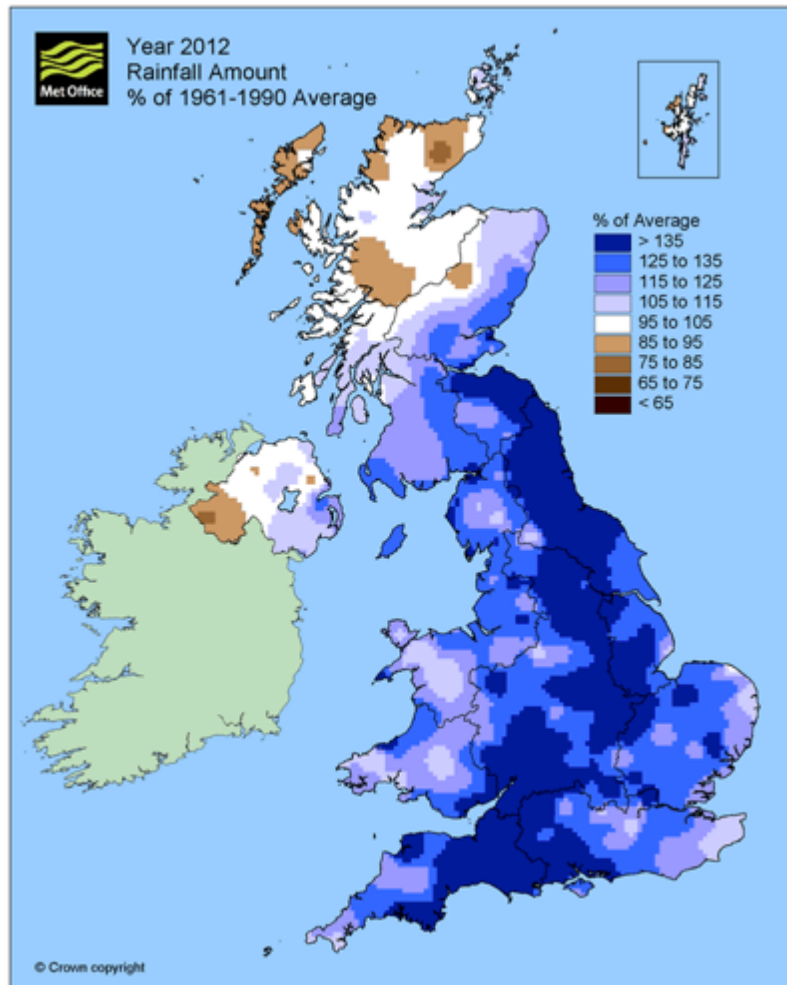 Met Office
Year 2012
Rainfall Amount
% of 1961-1990 Average
% of Average
> 135
125 to 135
115 to 125
105 to 115
95 to 105
85 to 95
75 to 85
65 to 75
< 65
© Crown copyright